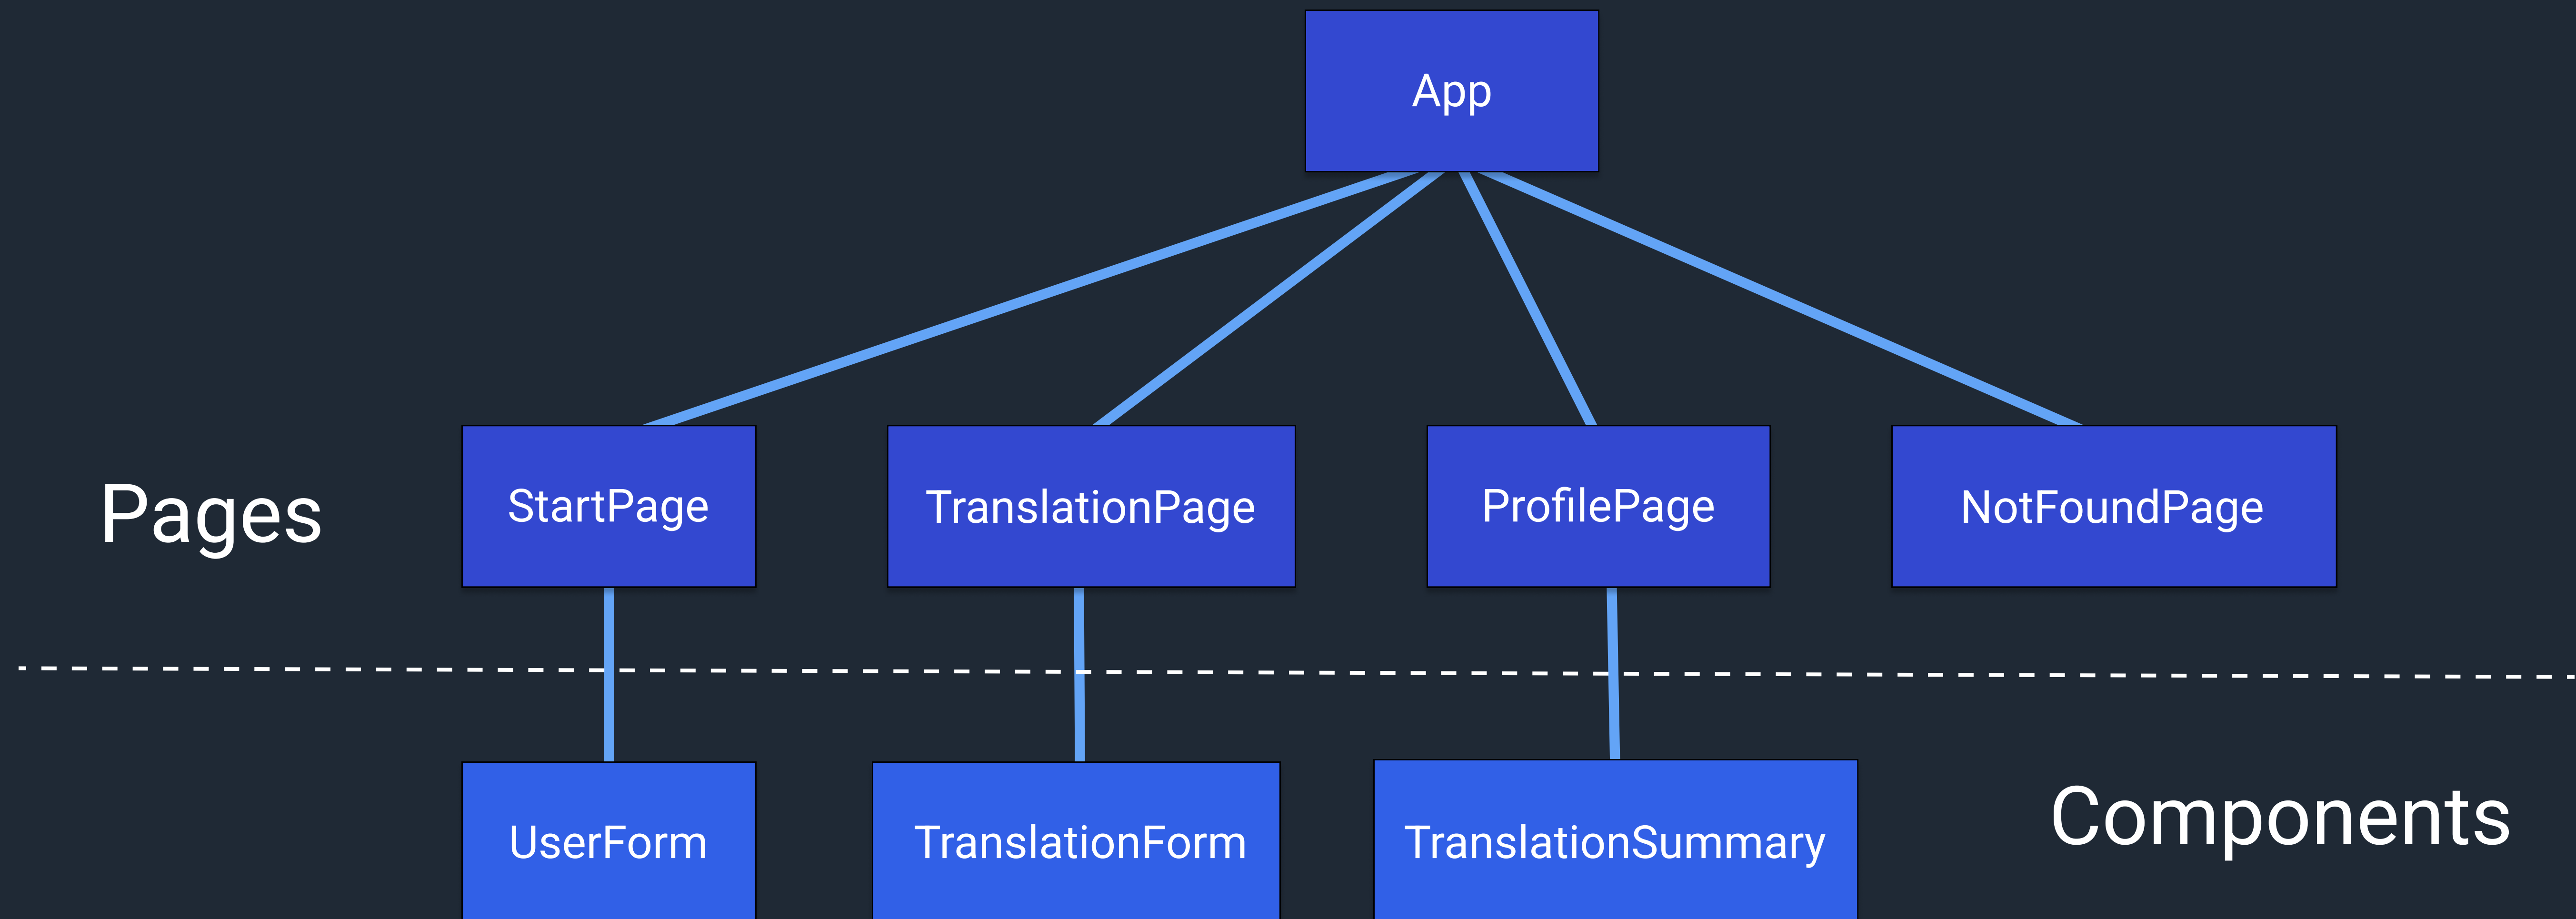 App
Pages
StartPage
TranslationPage
ProfilePage
NotFoundPage
UserForm
TranslationForm
TranslationSummary
Components